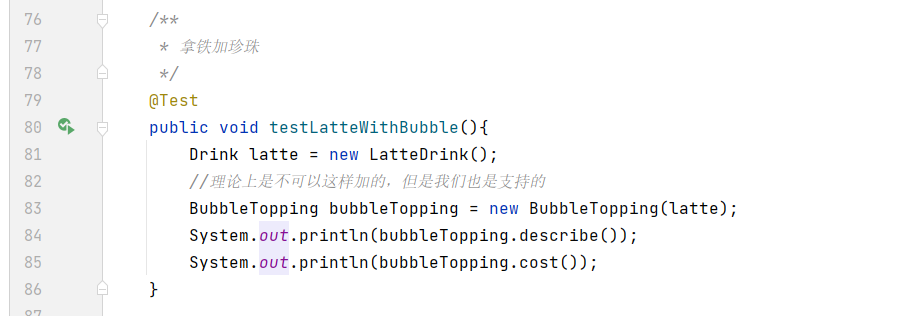 76 /**
77 * 拿铁加珍珠
78 */
79 @Test
80 public void testLatteWithBubble(){
81 Drink latte = new LatteDrink();
82 //理论上是不可以这样加的，但是我们也是支持的
83 BubbleTopping bubbleTopping = new BubbleTopping(latte);
84 System.out.println(bubbleTopping.describe());
85 System.out.println(bubbleTopping.cost());
86 }
87